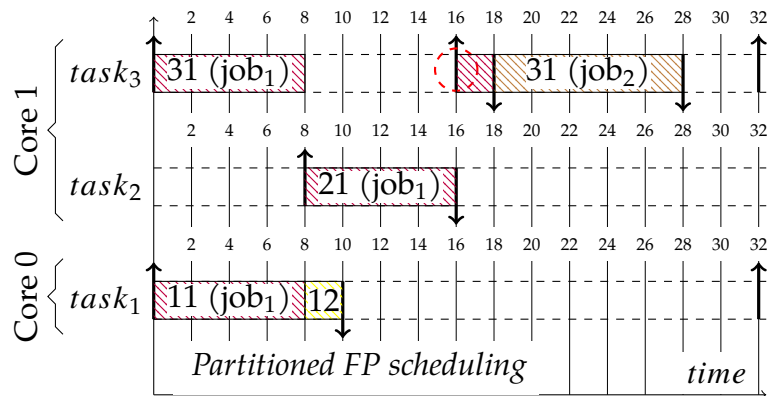 2 4 6 8 10 12 14 16 18 20 22 24 26 28 30 32
Core 1
task₃ 31 (job₁) 31 (job₂)
2 4 6 8 10 12 14 16 18 20 22 24 26 28 30 32
task₂ 21 (job₁)
2 4 6 8 10 12 14 16 18 20 22 24 26 28 30 32
Core 0
task₁ 11 (job₁) 12
Partitioned FP scheduling time